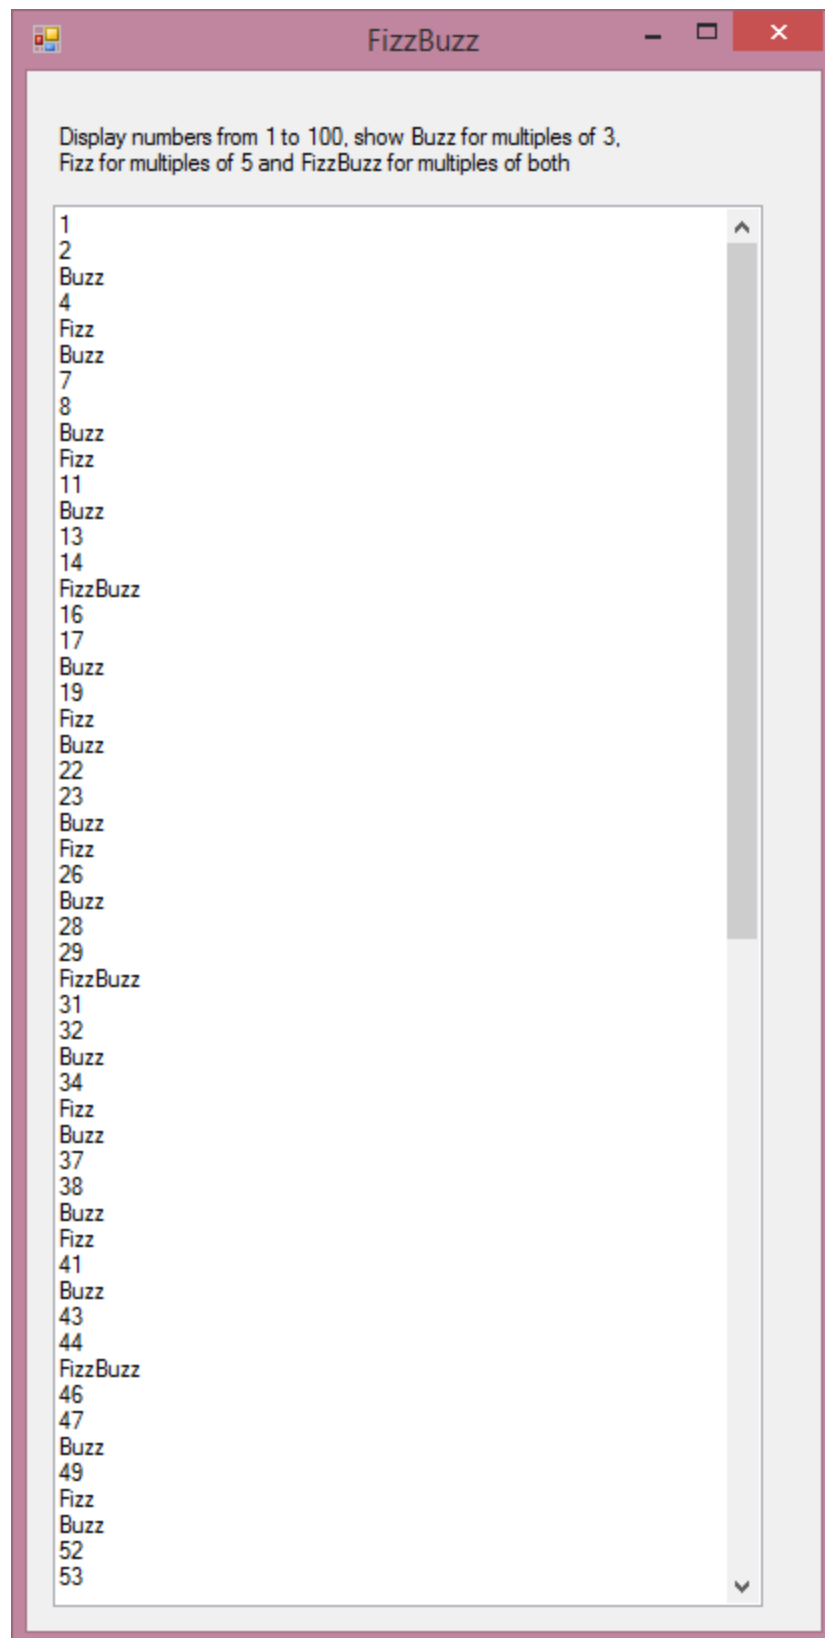 FizzBuzz
Display numbers from 1 to 100, show Buzz for multiples of 3,
Fizz for multiples of 5 and FizzBuzz for multiples of both
1
2
Buzz
4
Fizz
Buzz
7
8
Buzz
Fizz
11
Buzz
13
14
FizzBuzz
16
17
Buzz
19
Fizz
Buzz
22
23
Buzz
Fizz
26
Buzz
28
29
FizzBuzz
31
32
Buzz
34
Fizz
Buzz
37
38
Buzz
Fizz
41
Buzz
43
44
FizzBuzz
46
47
Buzz
49
Fizz
Buzz
52
53